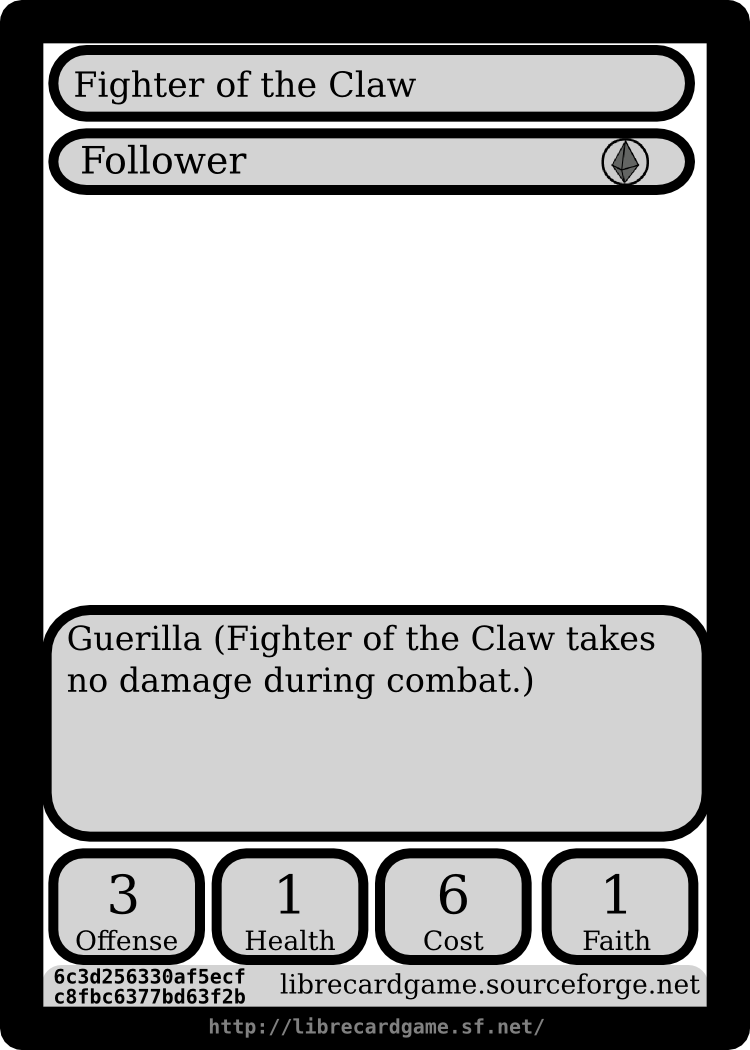 Fighter of the Claw
Follower
Guerilla (Fighter of the Claw takes
no damage during combat.)
3
Offense
1
Health
6
Cost
1
Faith
6c3d256330af5ecf
c8fbc6377bd63f2b
librecardgame.sourceforge.net
http://librecardgame.sf.net/